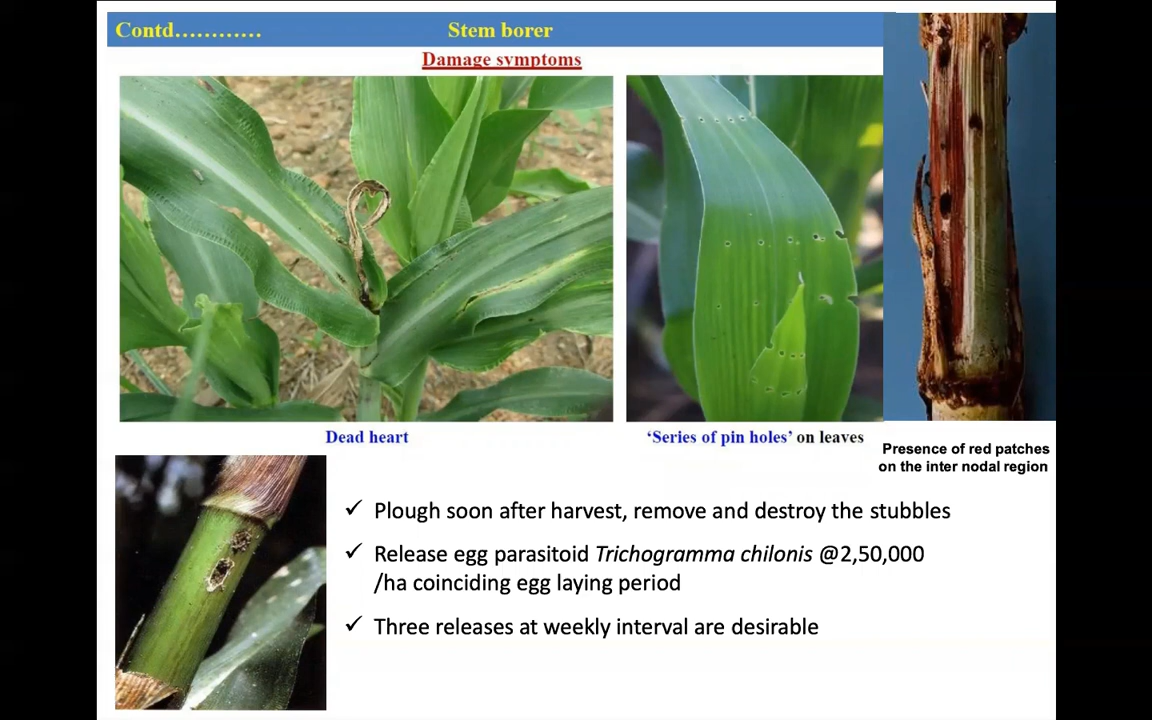 Contd………… Stem borer
Damage symptoms
Dead heart
‘Series of pin holes’ on leaves
Presence of red patches
on the inter nodal region
✓ Plough soon after harvest, remove and destroy the stubbles
✓ Release egg parasitoid Trichogramma chilonis @2,50,000
/ha coinciding egg laying period
✓ Three releases at weekly interval are desirable